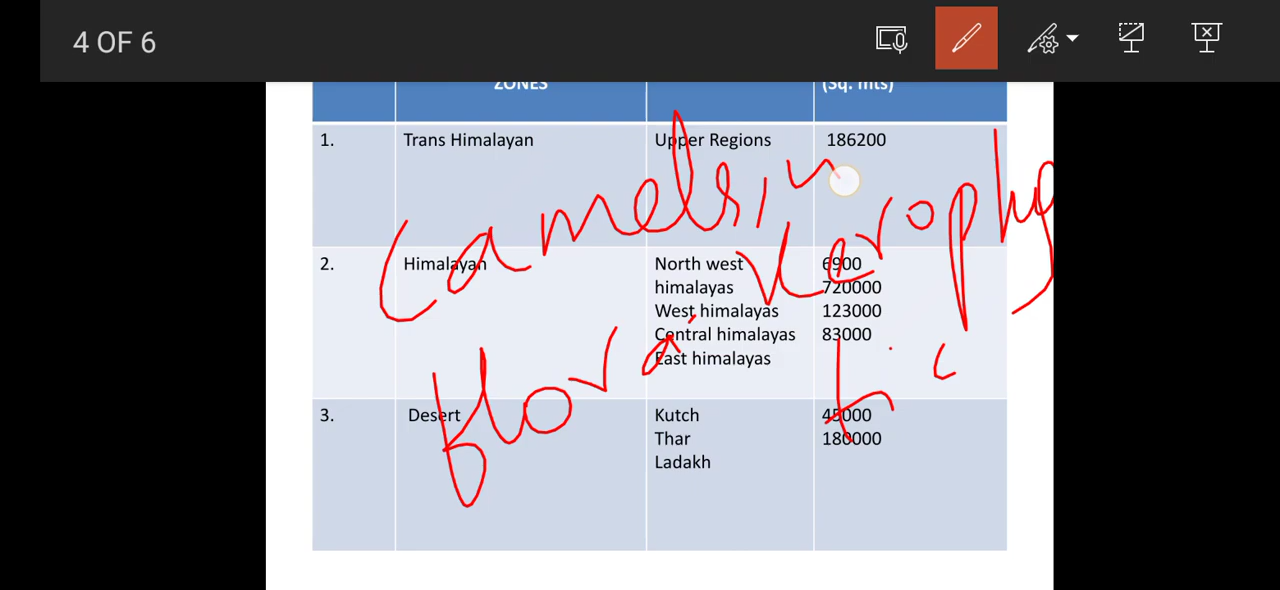 4 OF 6
ZONES
(Sq. mts)
1. Trans Himalayan Upper Regions 186200
2. Himalayan North west himalayas 6900
720000
West himalayas 123000
Central himalayas 83000
East himalayas
3. Desert Kutch 45000
Thar 180000
Ladakh
Camels
flora